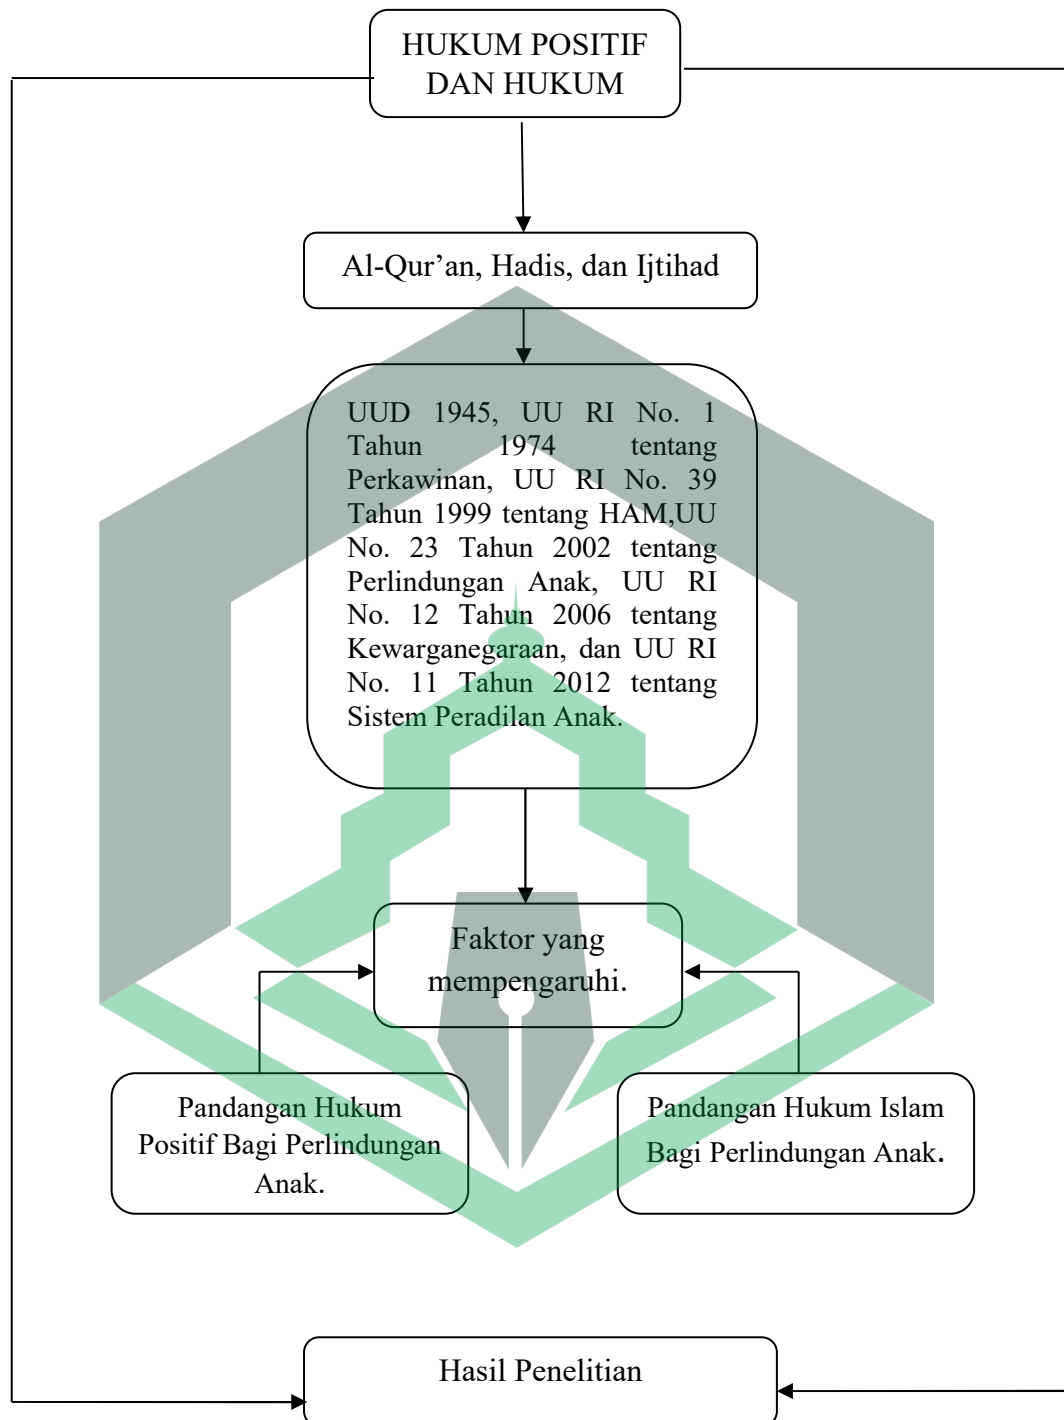 HUKUM POSITIF
DAN HUKUM
Al-Qur’an, Hadis, dan Ijtihad
UUD 1945, UU RI No. 1
Tahun 1974 tentang
Perkawinan, UU RI No. 39
Tahun 1999 tentang HAM,UU
No. 23 Tahun 2002 tentang
Perlindungan Anak, UU RI
No. 12 Tahun 2006 tentang
Kewarganegaraan, dan UU RI
No. 11 Tahun 2012 tentang
Sistem Peradilan Anak.
Faktor yang
mempengaruhi.
Pandangan Hukum
Positif Bagi Perlindungan
Anak.
Pandangan Hukum Islam
Bagi Perlindungan Anak.
Hasil Penelitian